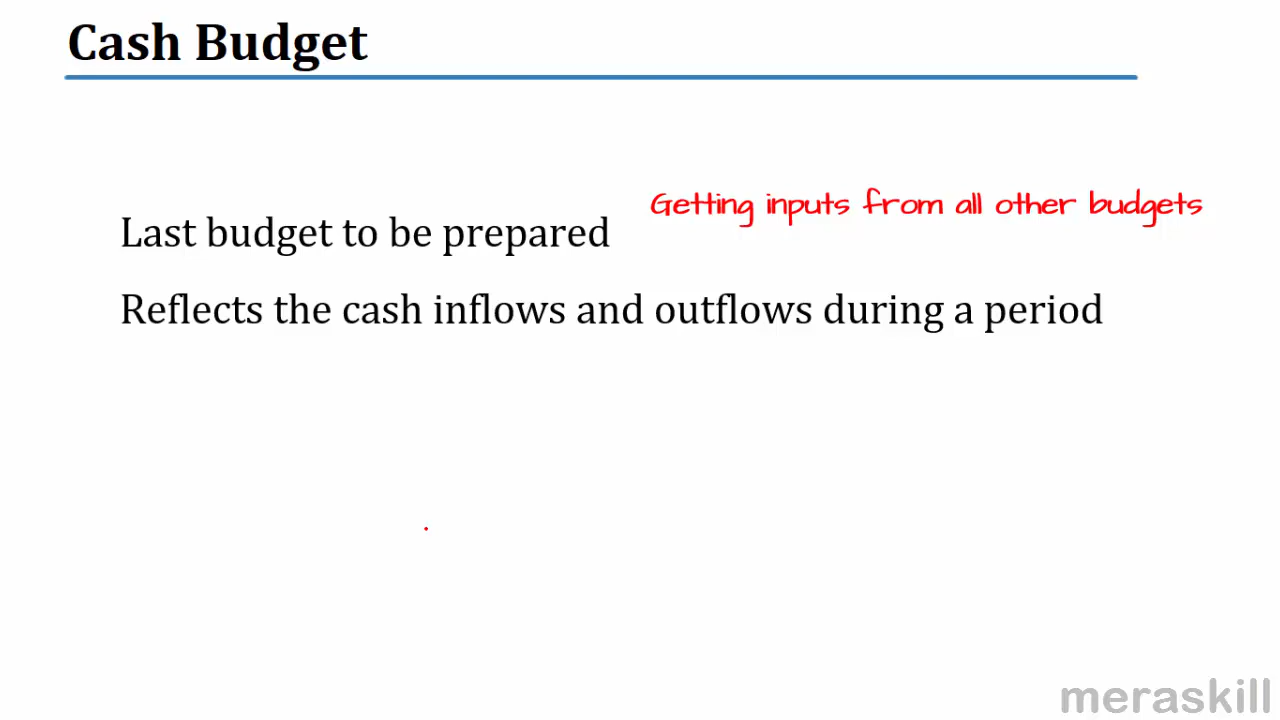 Cash Budget
Getting inputs from all other budgets
Last budget to be prepared
Reflects the cash inflows and outflows during a period
meraskill